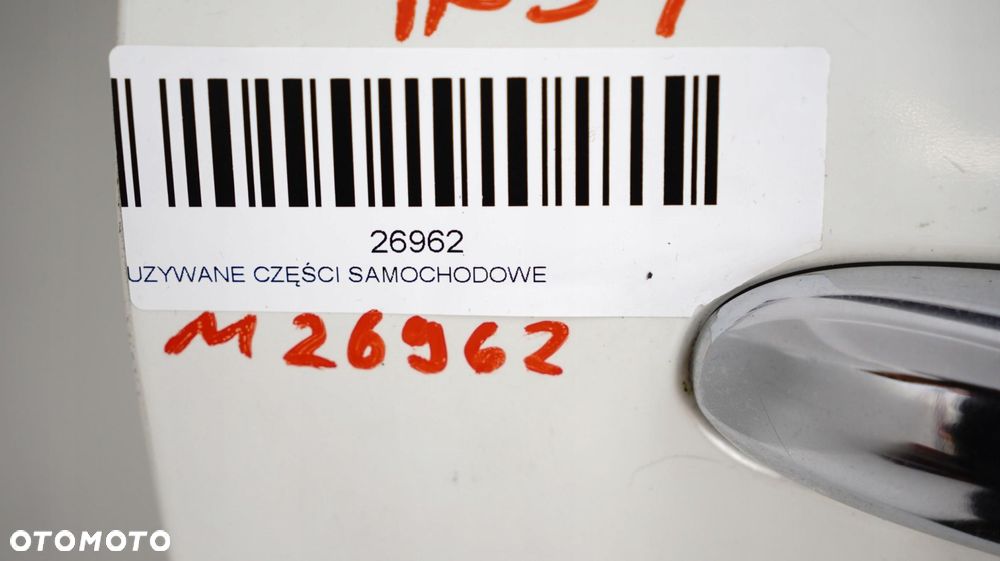 26962
UZYWANE CZĘŚCI SAMOCHODOWE
M 26962
OTOMOTO